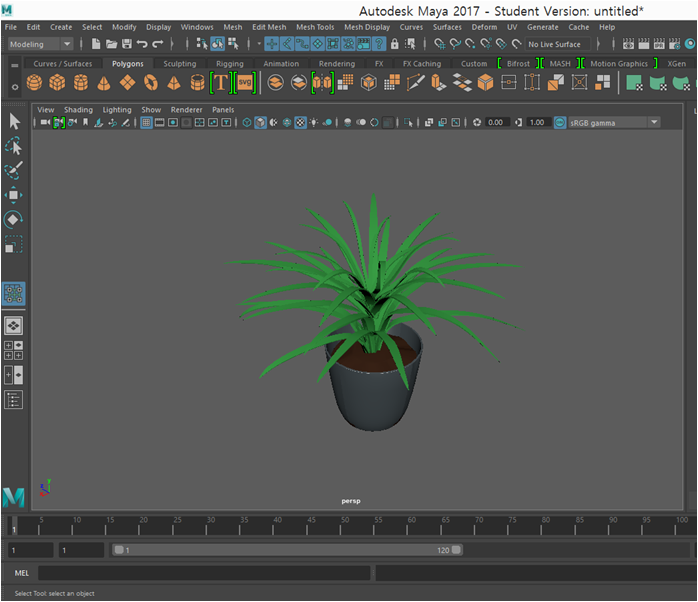 Autodesk Maya 2017 - Student Version: untitled*
File Edit Create Select Modify Display Windows Mesh Edit Mesh Mesh Tools Mesh Display Curves Surfaces Deform UV Generate Cache Help
Modeling No Live Surface
Curves / Surfaces Polygons Sculpting Rigging Animation Rendering FX FX Caching Custom Bifrost MASH Motion Graphics XGen
T SVG
View Shading Lighting Show Renderer Panels
0.00 1.00 sRGB gamma
persp
5 10 15 20 25 30 35 40 45 50 55 60 65 70 75 80 85 90 95 100
1
1 1 1 120
MEL
Select Tool: select an object